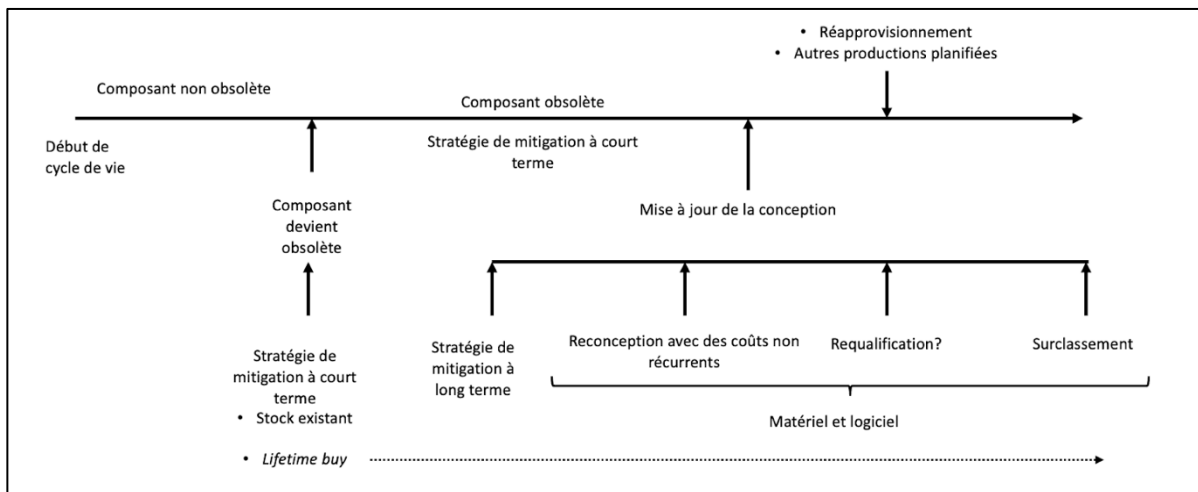 • Réapprovisionnement
• Autres productions planifiées
Composant non obsolète
Composant obsolète
Début de
cycle de vie
Stratégie de mitigation à court
terme
Composant
devient
obsolète
Mise à jour de la conception
Stratégie de
mitigation à court
terme
• Stock existant
• Lifetime buy
Stratégie de
mitigation à
long terme
Reconception avec des coûts non
récurrents
Requalification?
Surclassement
Matériel et logiciel